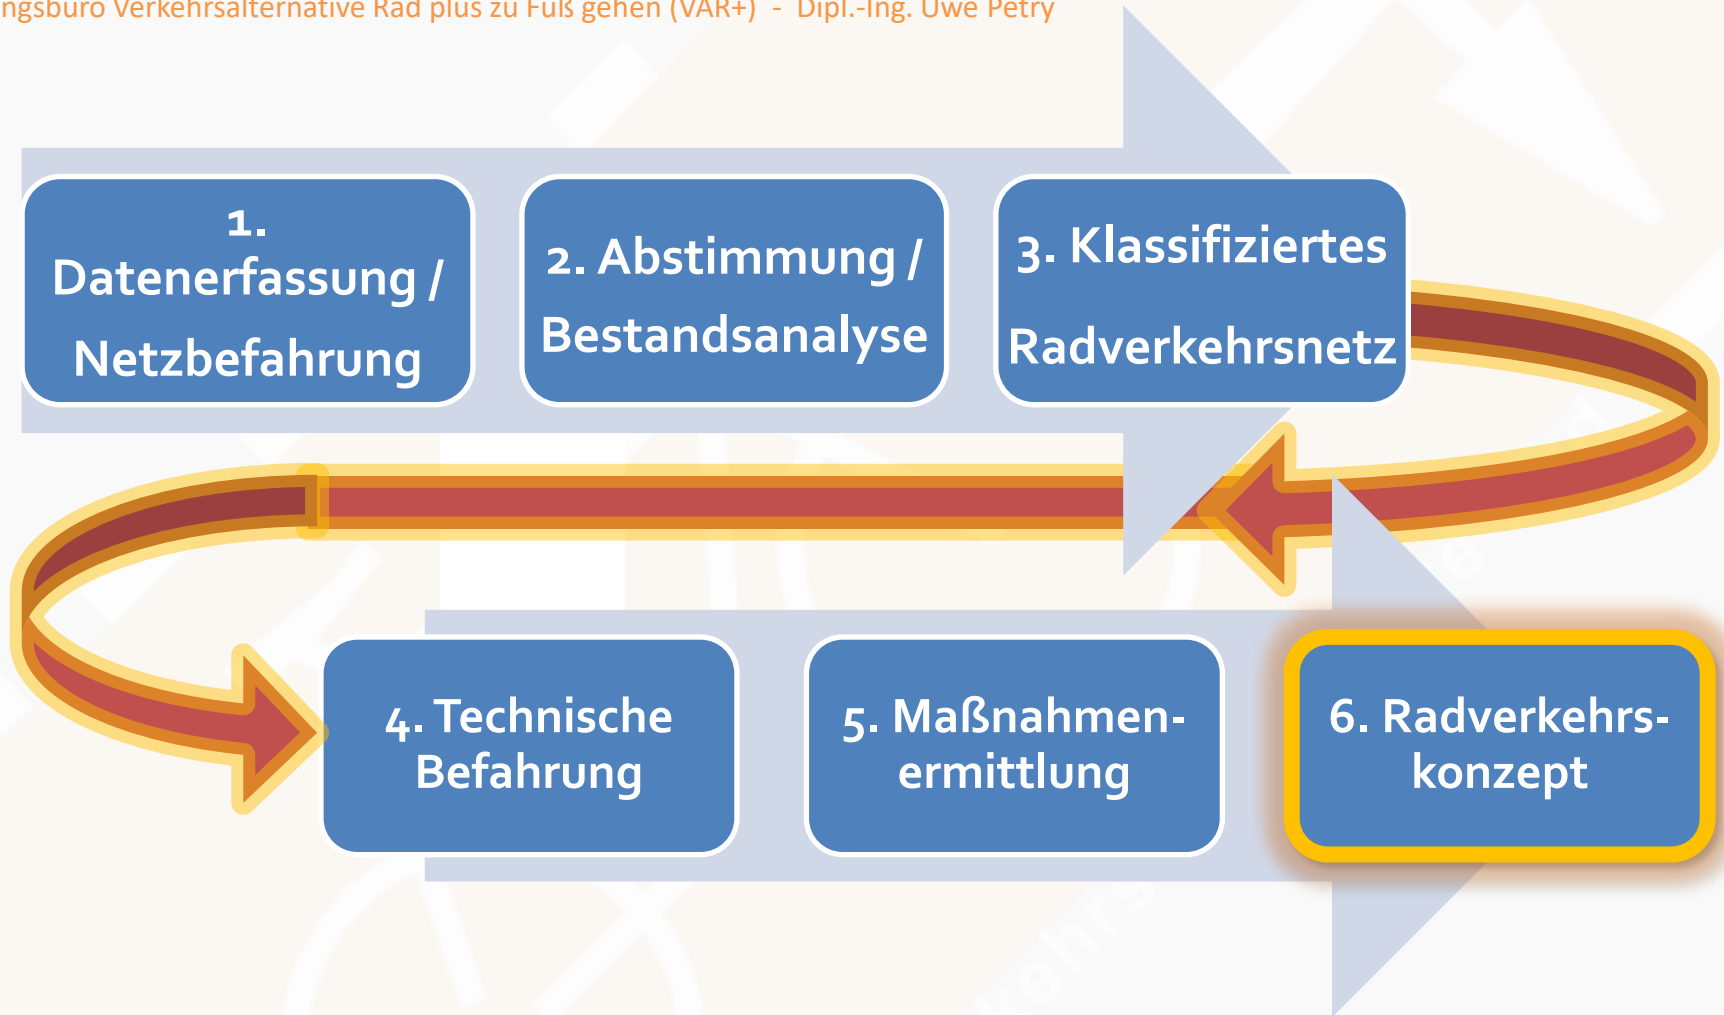 ngsbüro Verkehrsalternative Rad plus zu Fuß gehen (VAR+) - Dipl.-Ing. Uwe Petry
1.
Datenerfassung /
Netzbefahrung
2. Abstimmung /
Bestandsanalyse
3. Klassifiziertes
Radverkehrsnetz
4. Technische
Befahrung
5. Maßnahmen-
ermittlung
6. Radverkehrs-
konzept